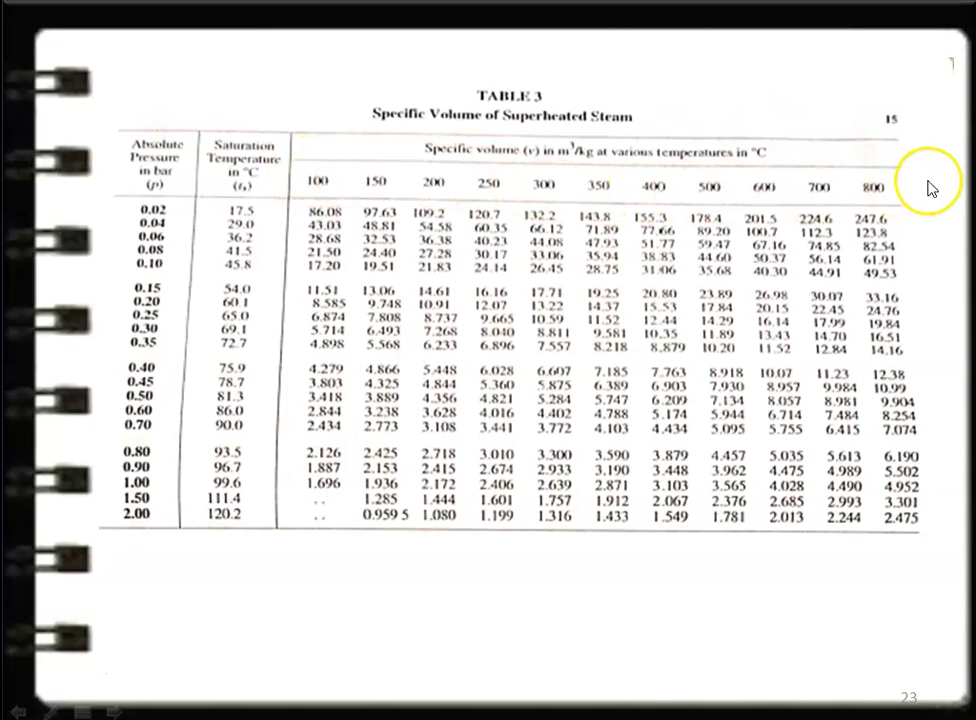 TABLE 3
Specific Volume of Superheated Steam
15
Absolute Pressure in bar (p) Saturation Temperature in °C (tₛ) Specific volume (v) in m³/kg at various temperatures in °C
100 150 200 250 300 350 400 500 600 700 800
0.02 17.5 86.08 97.63 109.2 120.7 132.2 143.8 155.3 178.4 201.5 224.6 247.6
0.04 29.0 43.03 48.81 54.58 60.35 66.12 71.89 77.66 89.20 100.7 112.3 123.8
0.06 36.2 28.68 32.53 36.38 40.23 44.08 47.93 51.77 59.47 67.16 74.85 82.54
0.08 41.5 21.50 24.40 27.28 30.17 33.06 35.94 38.83 44.60 50.37 56.14 61.91
0.10 45.8 17.20 19.51 21.83 24.14 26.45 28.75 31.06 35.68 40.30 44.91 49.53
0.15 54.0 11.51 13.06 14.61 16.16 17.71 19.25 20.80 23.89 26.98 30.07 33.16
0.20 60.1 8.585 9.748 10.91 12.07 13.22 14.37 15.53 17.84 20.15 22.45 24.76
0.25 65.0 6.874 7.808 8.737 9.665 10.59 11.52 12.44 14.29 16.14 17.99 19.84
0.30 69.1 5.714 6.493 7.268 8.040 8.811 9.581 10.35 11.89 13.43 14.70 16.51
0.35 72.7 4.898 5.568 6.233 6.896 7.557 8.218 8.879 10.20 11.52 12.84 14.16
0.40 75.9 4.279 4.866 5.448 6.028 6.607 7.185 7.763 8.918 10.07 11.23 12.38
0.45 78.7 3.803 4.325 4.844 5.360 5.875 6.389 6.903 7.930 8.957 9.984 10.99
0.50 81.3 3.418 3.889 4.356 4.821 5.284 5.747 6.209 7.134 8.057 8.981 9.904
0.60 86.0 2.844 3.238 3.628 4.016 4.402 4.788 5.174 5.944 6.714 7.484 8.254
0.70 90.0 2.434 2.773 3.108 3.441 3.772 4.103 4.434 5.095 5.755 6.415 7.074
0.80 93.5 2.126 2.425 2.718 3.010 3.300 3.590 3.879 4.457 5.035 5.613 6.190
0.90 96.7 1.887 2.153 2.415 2.674 2.933 3.190 3.448 3.962 4.475 4.989 5.502
1.00 99.6 1.696 1.936 2.172 2.406 2.639 2.871 3.103 3.565 4.028 4.490 4.952
1.50 111.4 .. 1.285 1.444 1.601 1.757 1.912 2.067 2.376 2.685 2.993 3.301
2.00 120.2 .. 0.959 5 1.080 1.199 1.316 1.433 1.549 1.781 2.013 2.244 2.475
23